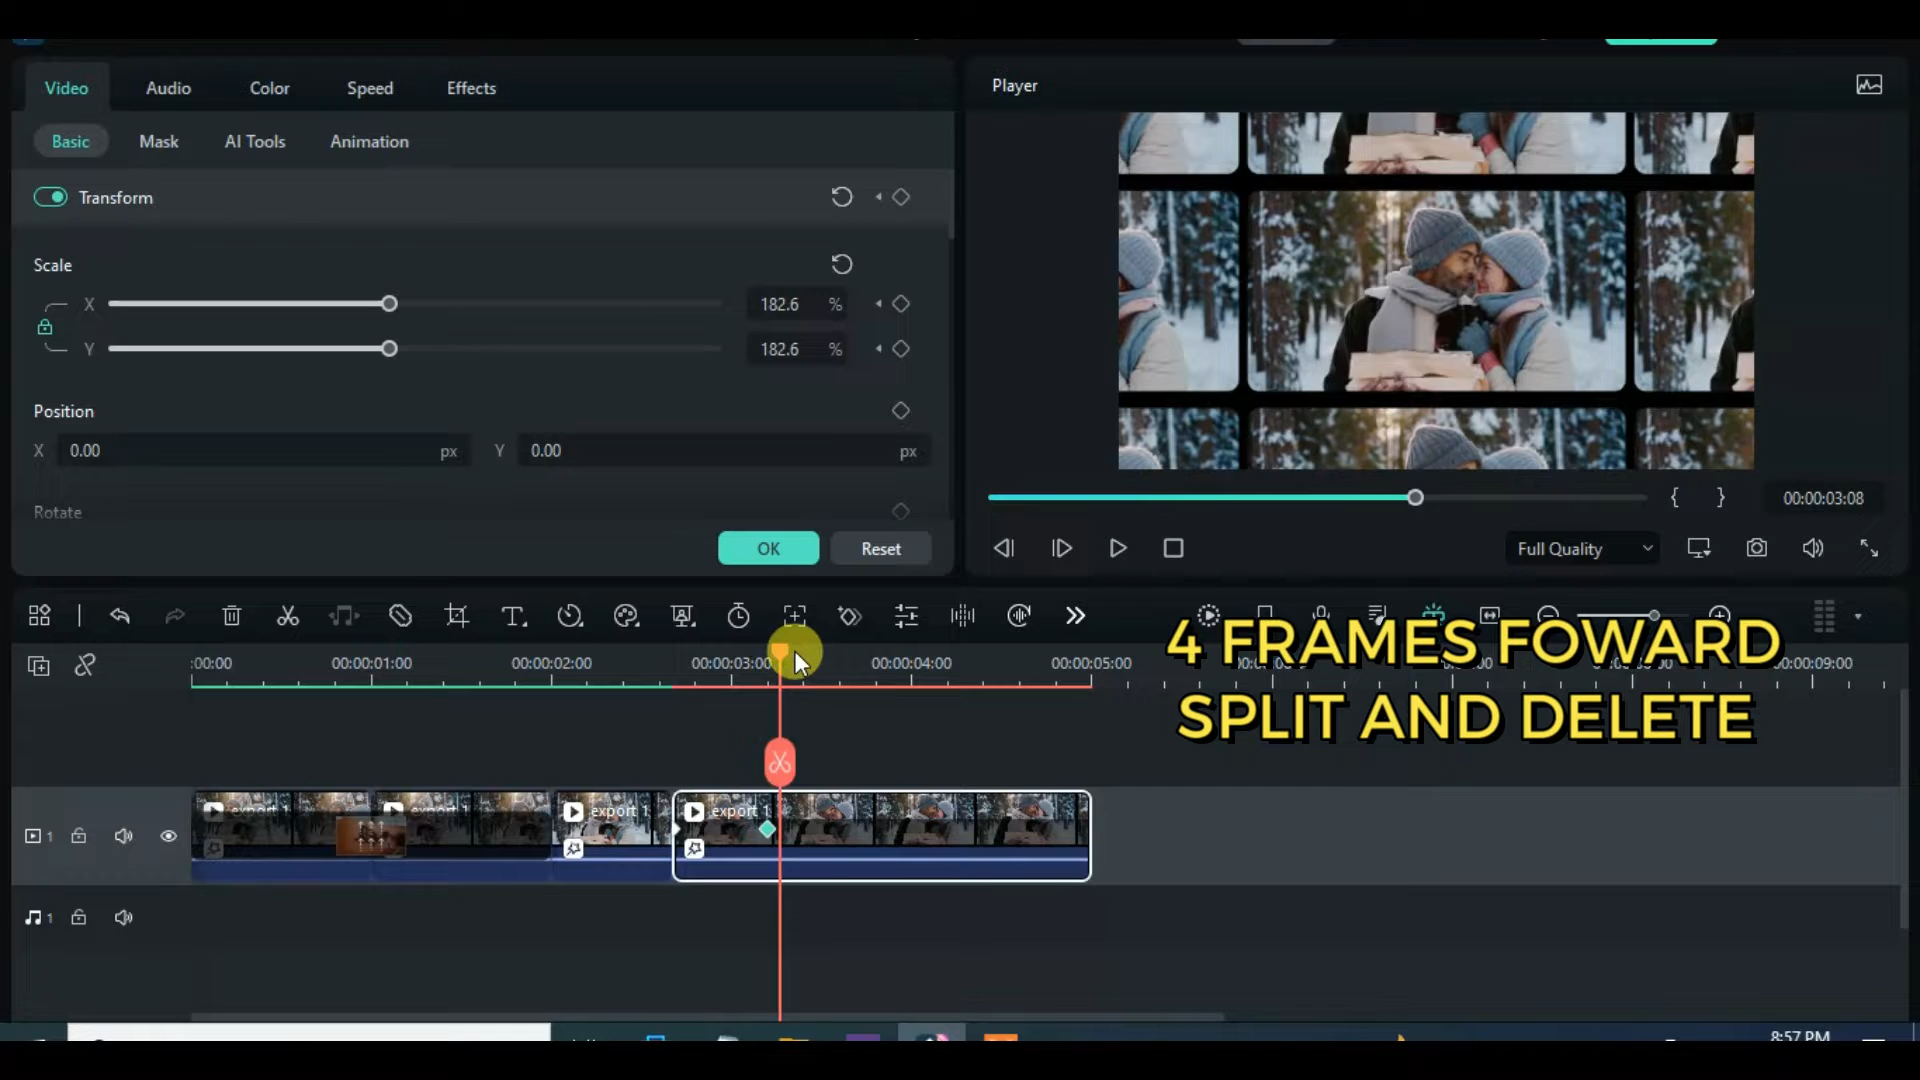 Video Audio Color Speed Effects
Player
Basic Mask AI Tools Animation
Transform
Scale
X 182.6 %
Y 182.6 %
Position
X 0.00 px Y 0.00 px
Rotate
OK Reset
00:00:03:08
Full Quality
:00:00 00:00:01:00 00:00:02:00 00:00:03:00 00:00:04:00 00:00:05:00 00:00:09:00
4 FRAMES FOWARD
SPLIT AND DELETE
export 1 export export 1 export 1
1
1
8:57 PM